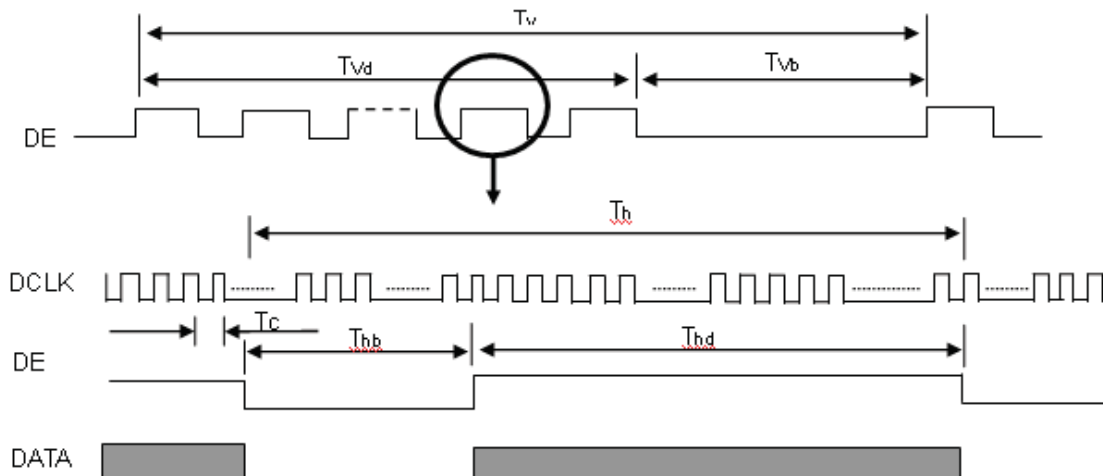 Tv
Tvd
Tvb
DE
Th
DCLK
Tc
Thb
Thd
DE
DATA